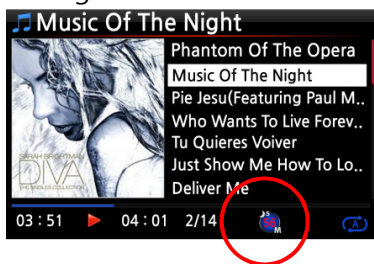 Music Of The Night
Phantom Of The Opera
Music Of The Night
Pie Jesu(Featuring Paul M..
Who Wants To Live Forev..
Tu Quieres Voiver
Just Show Me How To Lo..
Deliver Me
SARAH BRIGHTMAN
DIVA
THE SINGLES COLLECTION
03 : 51
04 : 01
2/14
JS
M
A